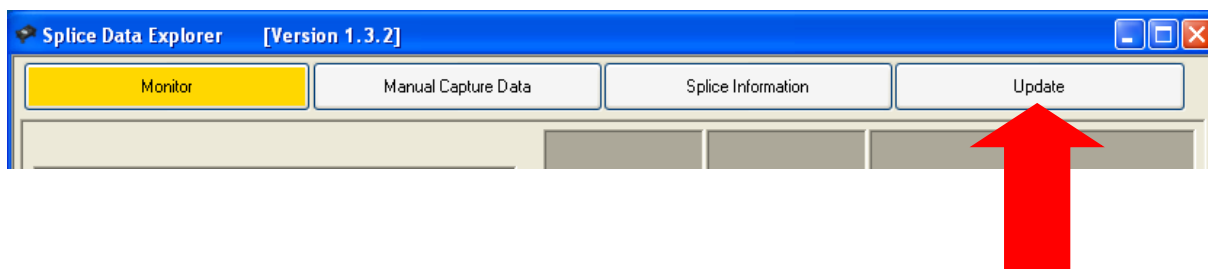 Splice Data Explorer [Version 1.3.2]
Monitor Manual Capture Data Splice Information Update